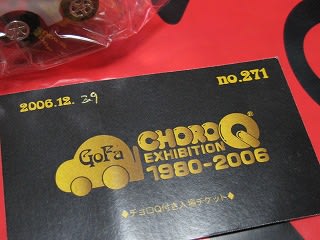 no.271
2006.12.29
GoFa
CHORO Q®
EXHIBITION
1980-2006
◆チョロQ付き入場チケット◆